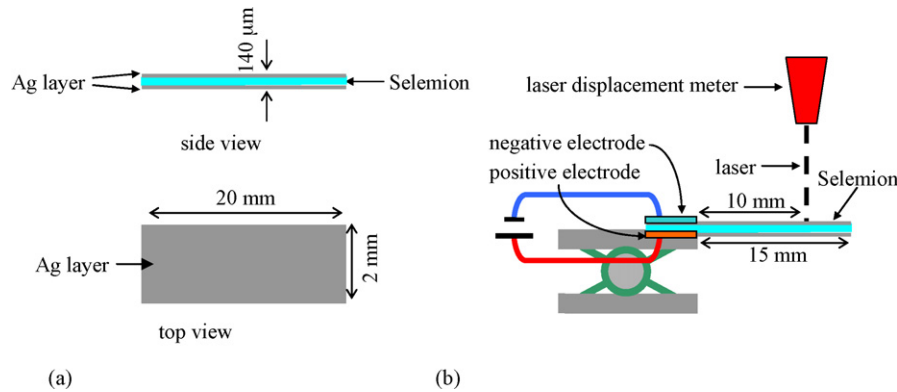 140 μm
Ag layer
Selemion
side view
20 mm
Ag layer
2 mm
top view
(a)
laser displacement meter
negative electrode
positive electrode
laser
Selemion
10 mm
15 mm
(b)